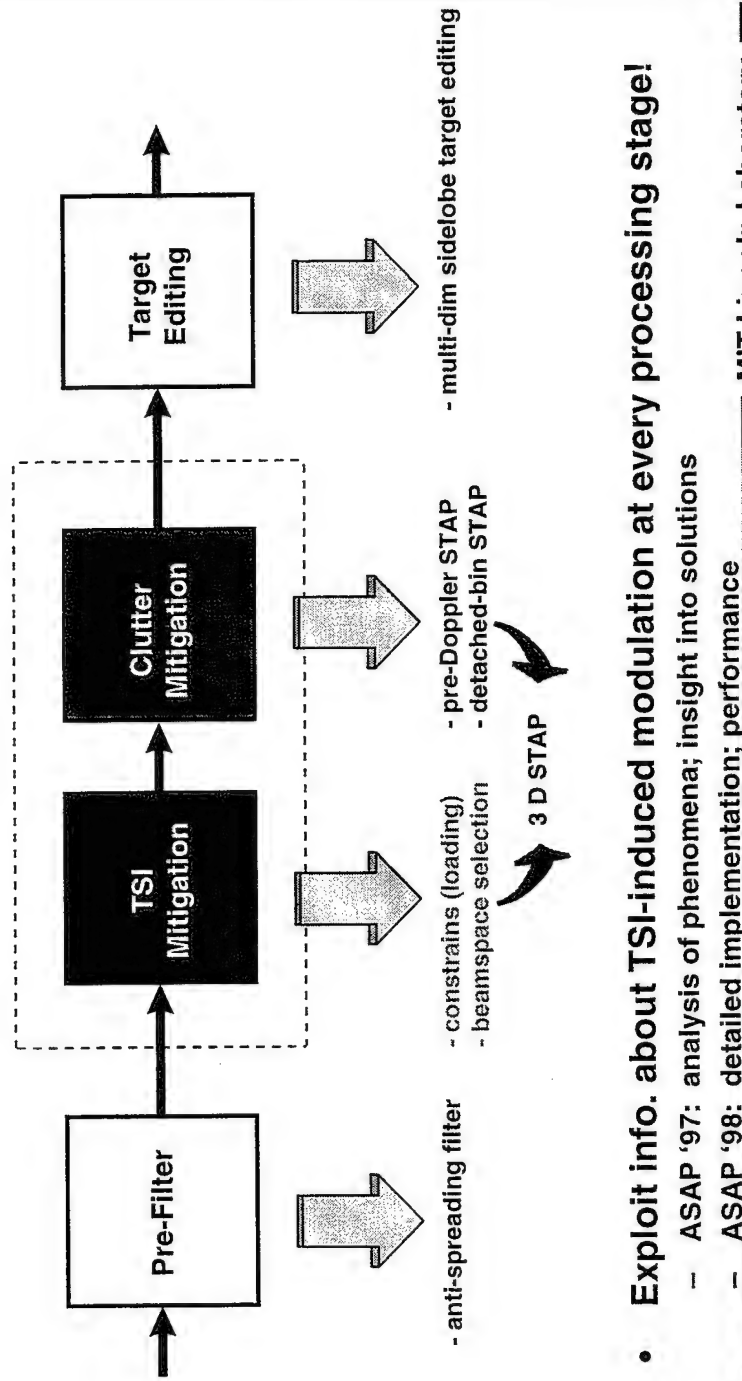 Pre-Filter
TSI
Mitigation
Clutter
Mitigation
Target
Editing
- anti-spreading filter
- constrains (loading)
- beamspace selection
- pre-Doppler STAP
- detached-bin STAP
- multi-dim sidelobe target editing
3 D STAP
• Exploit info. about TSI-induced modulation at every processing stage!
– ASAP ‘97: analysis of phenomena; insight into solutions
– ASAP ‘98: detailed implementation; performance